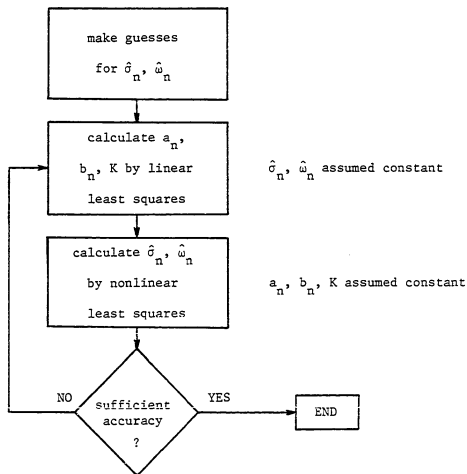 make guesses
for σ̂ₙ, ω̂ₙ
calculate aₙ,
bₙ, K by linear
least squares
σ̂ₙ, ω̂ₙ assumed constant
calculate σ̂ₙ, ω̂ₙ
by nonlinear
least squares
aₙ, bₙ, K assumed constant
NO
YES
sufficient
accuracy
?
END